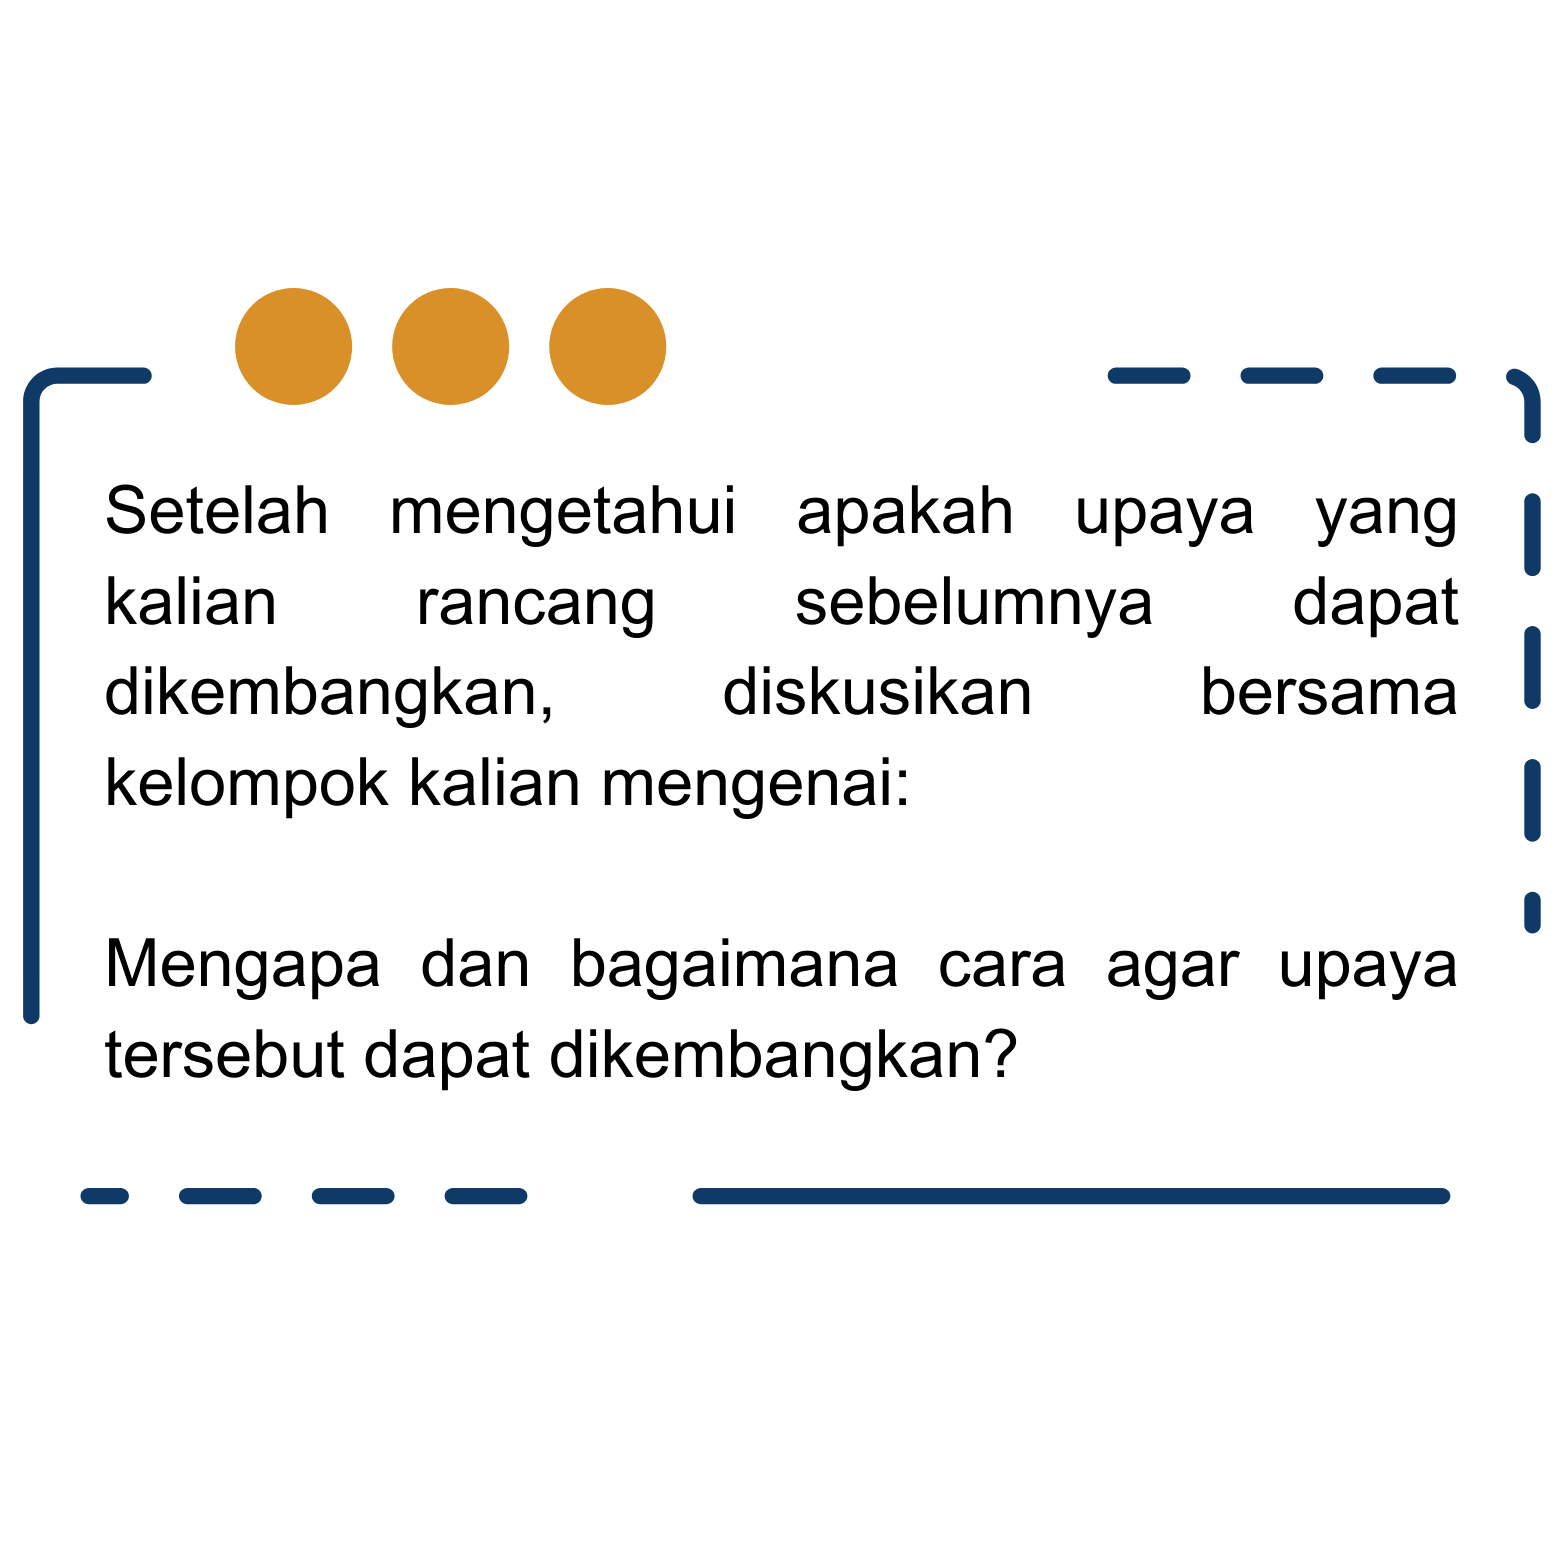 Setelah mengetahui apakah upaya yang
kalian rancang sebelumnya dapat
dikembangkan, diskusikan bersama
kelompok kalian mengenai:
Mengapa dan bagaimana cara agar upaya
tersebut dapat dikembangkan?